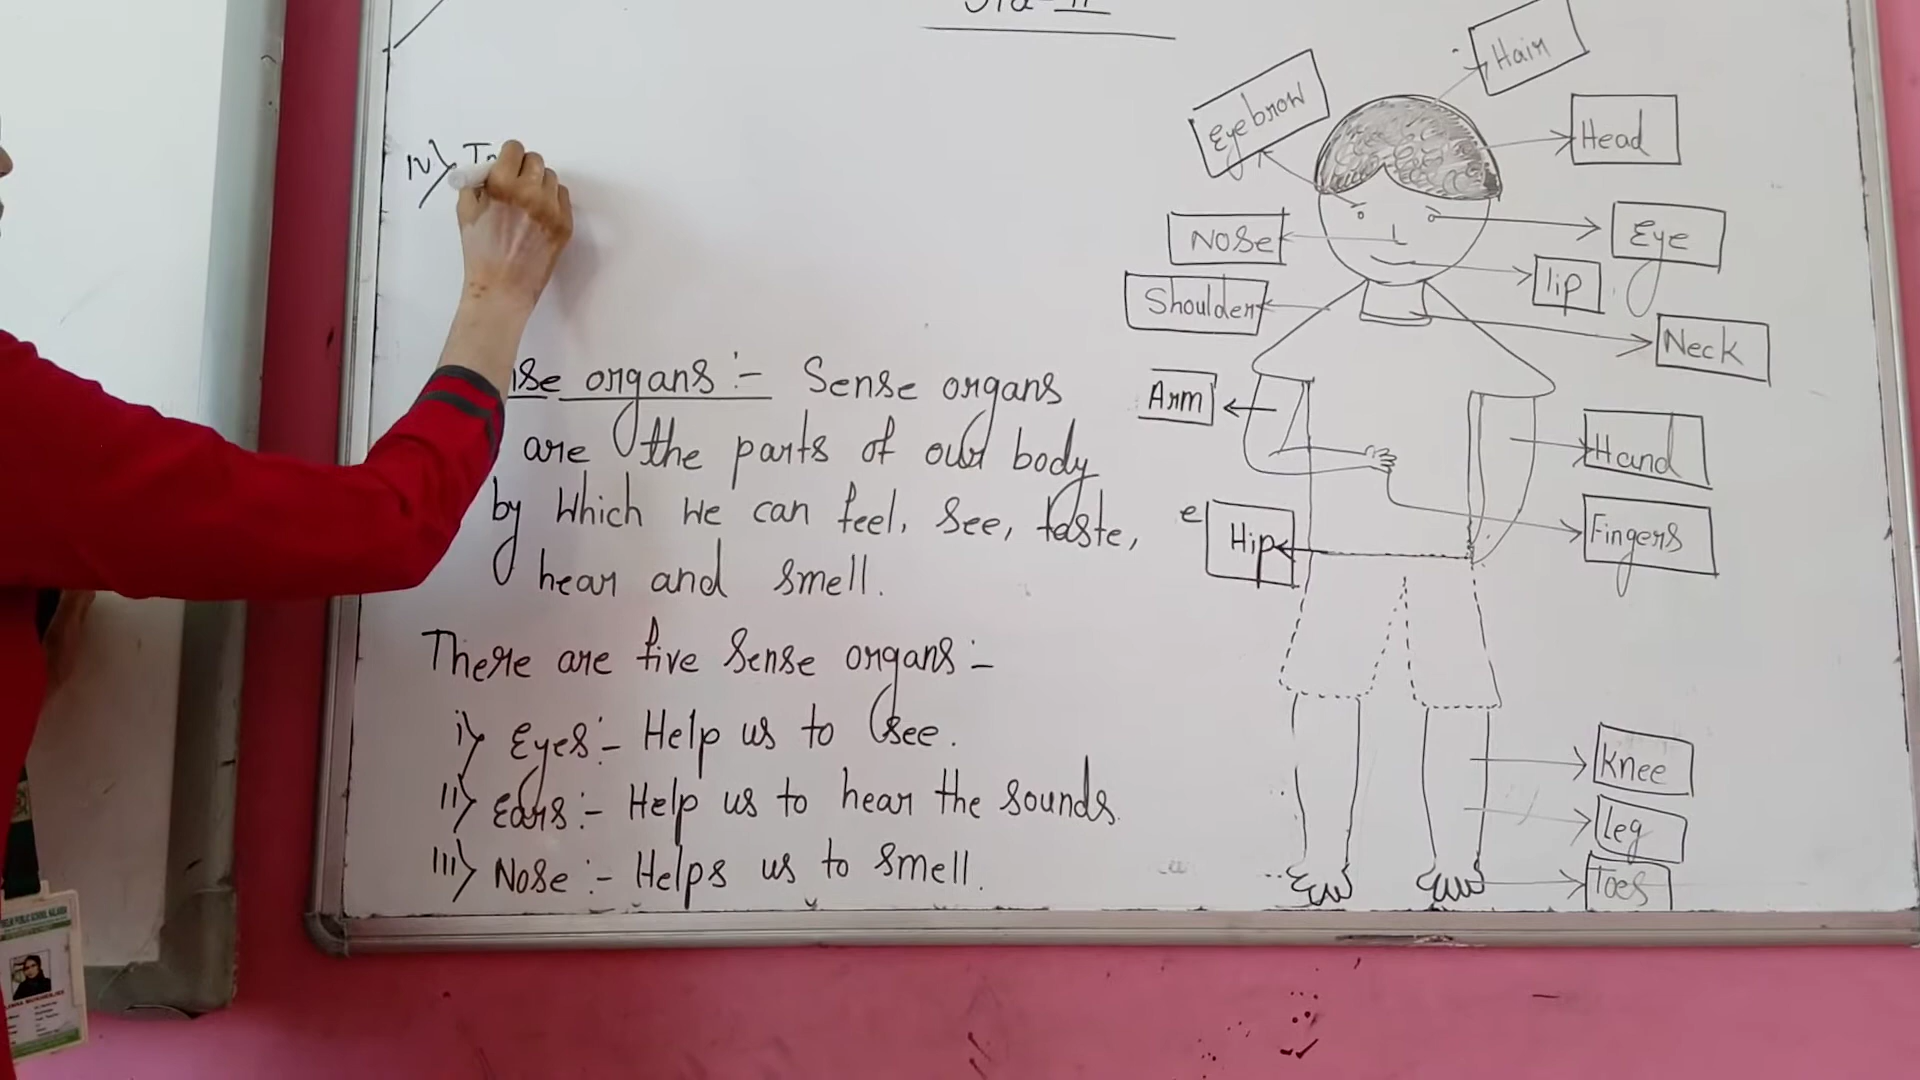 Std-II
iv)
organs :- Sense organs
are the parts of our body
by which we can feel, see, taste,
hear and smell.
There are five sense organs :-
i) Eyes :- Help us to see.
ii) Ears :- Help us to hear the sounds.
iii) Nose :- Helps us to smell.
Hair
Eyebrow
Head
Nose
Eye
lip
Shoulder
Neck
Arm
Hand
e
Hip
Fingers
Knee
Leg
Toes